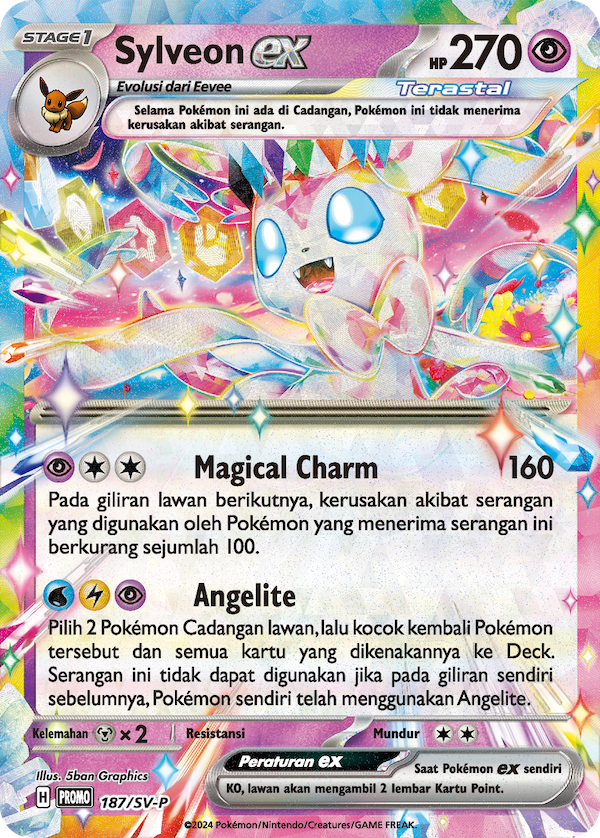 STAGE 1
Sylveon ex
HP 270
Evolusi dari Eevee
Terastal
Selama Pokémon ini ada di Cadangan, Pokémon ini tidak menerima
kerusakan akibat serangan.
Magical Charm 160
Pada giliran lawan berikutnya, kerusakan akibat serangan
yang digunakan oleh Pokémon yang menerima serangan ini
berkurang sejumlah 100.
Angelite
Pilih 2 Pokémon Cadangan lawan, lalu kocok kembali Pokémon
tersebut dan semua kartu yang dikenakannya ke Deck.
Serangan ini tidak dapat digunakan jika pada giliran sendiri
sebelumnya, Pokémon sendiri telah menggunakan Angelite.
Kelemahan × 2 Resistansi Mundur
Illus. 5ban Graphics
Peraturan ex
Saat Pokémon ex sendiri
KO, lawan akan mengambil 2 lembar Kartu Point.
H PROMO 187/SV-P
©2024 Pokémon/Nintendo/Creatures/GAME FREAK.